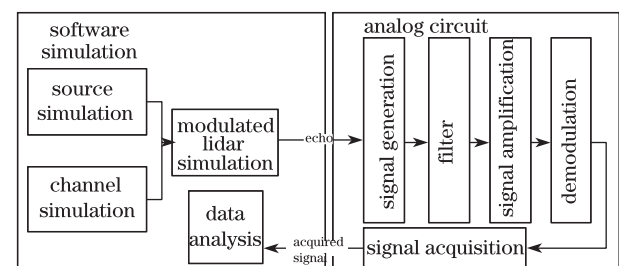 software
simulation
source
simulation
channel
simulation
modulated
lidar
simulation
data
analysis
echo
acquired
signal
analog circuit
signal generation
filter
signal amplification
demodulation
signal acquisition